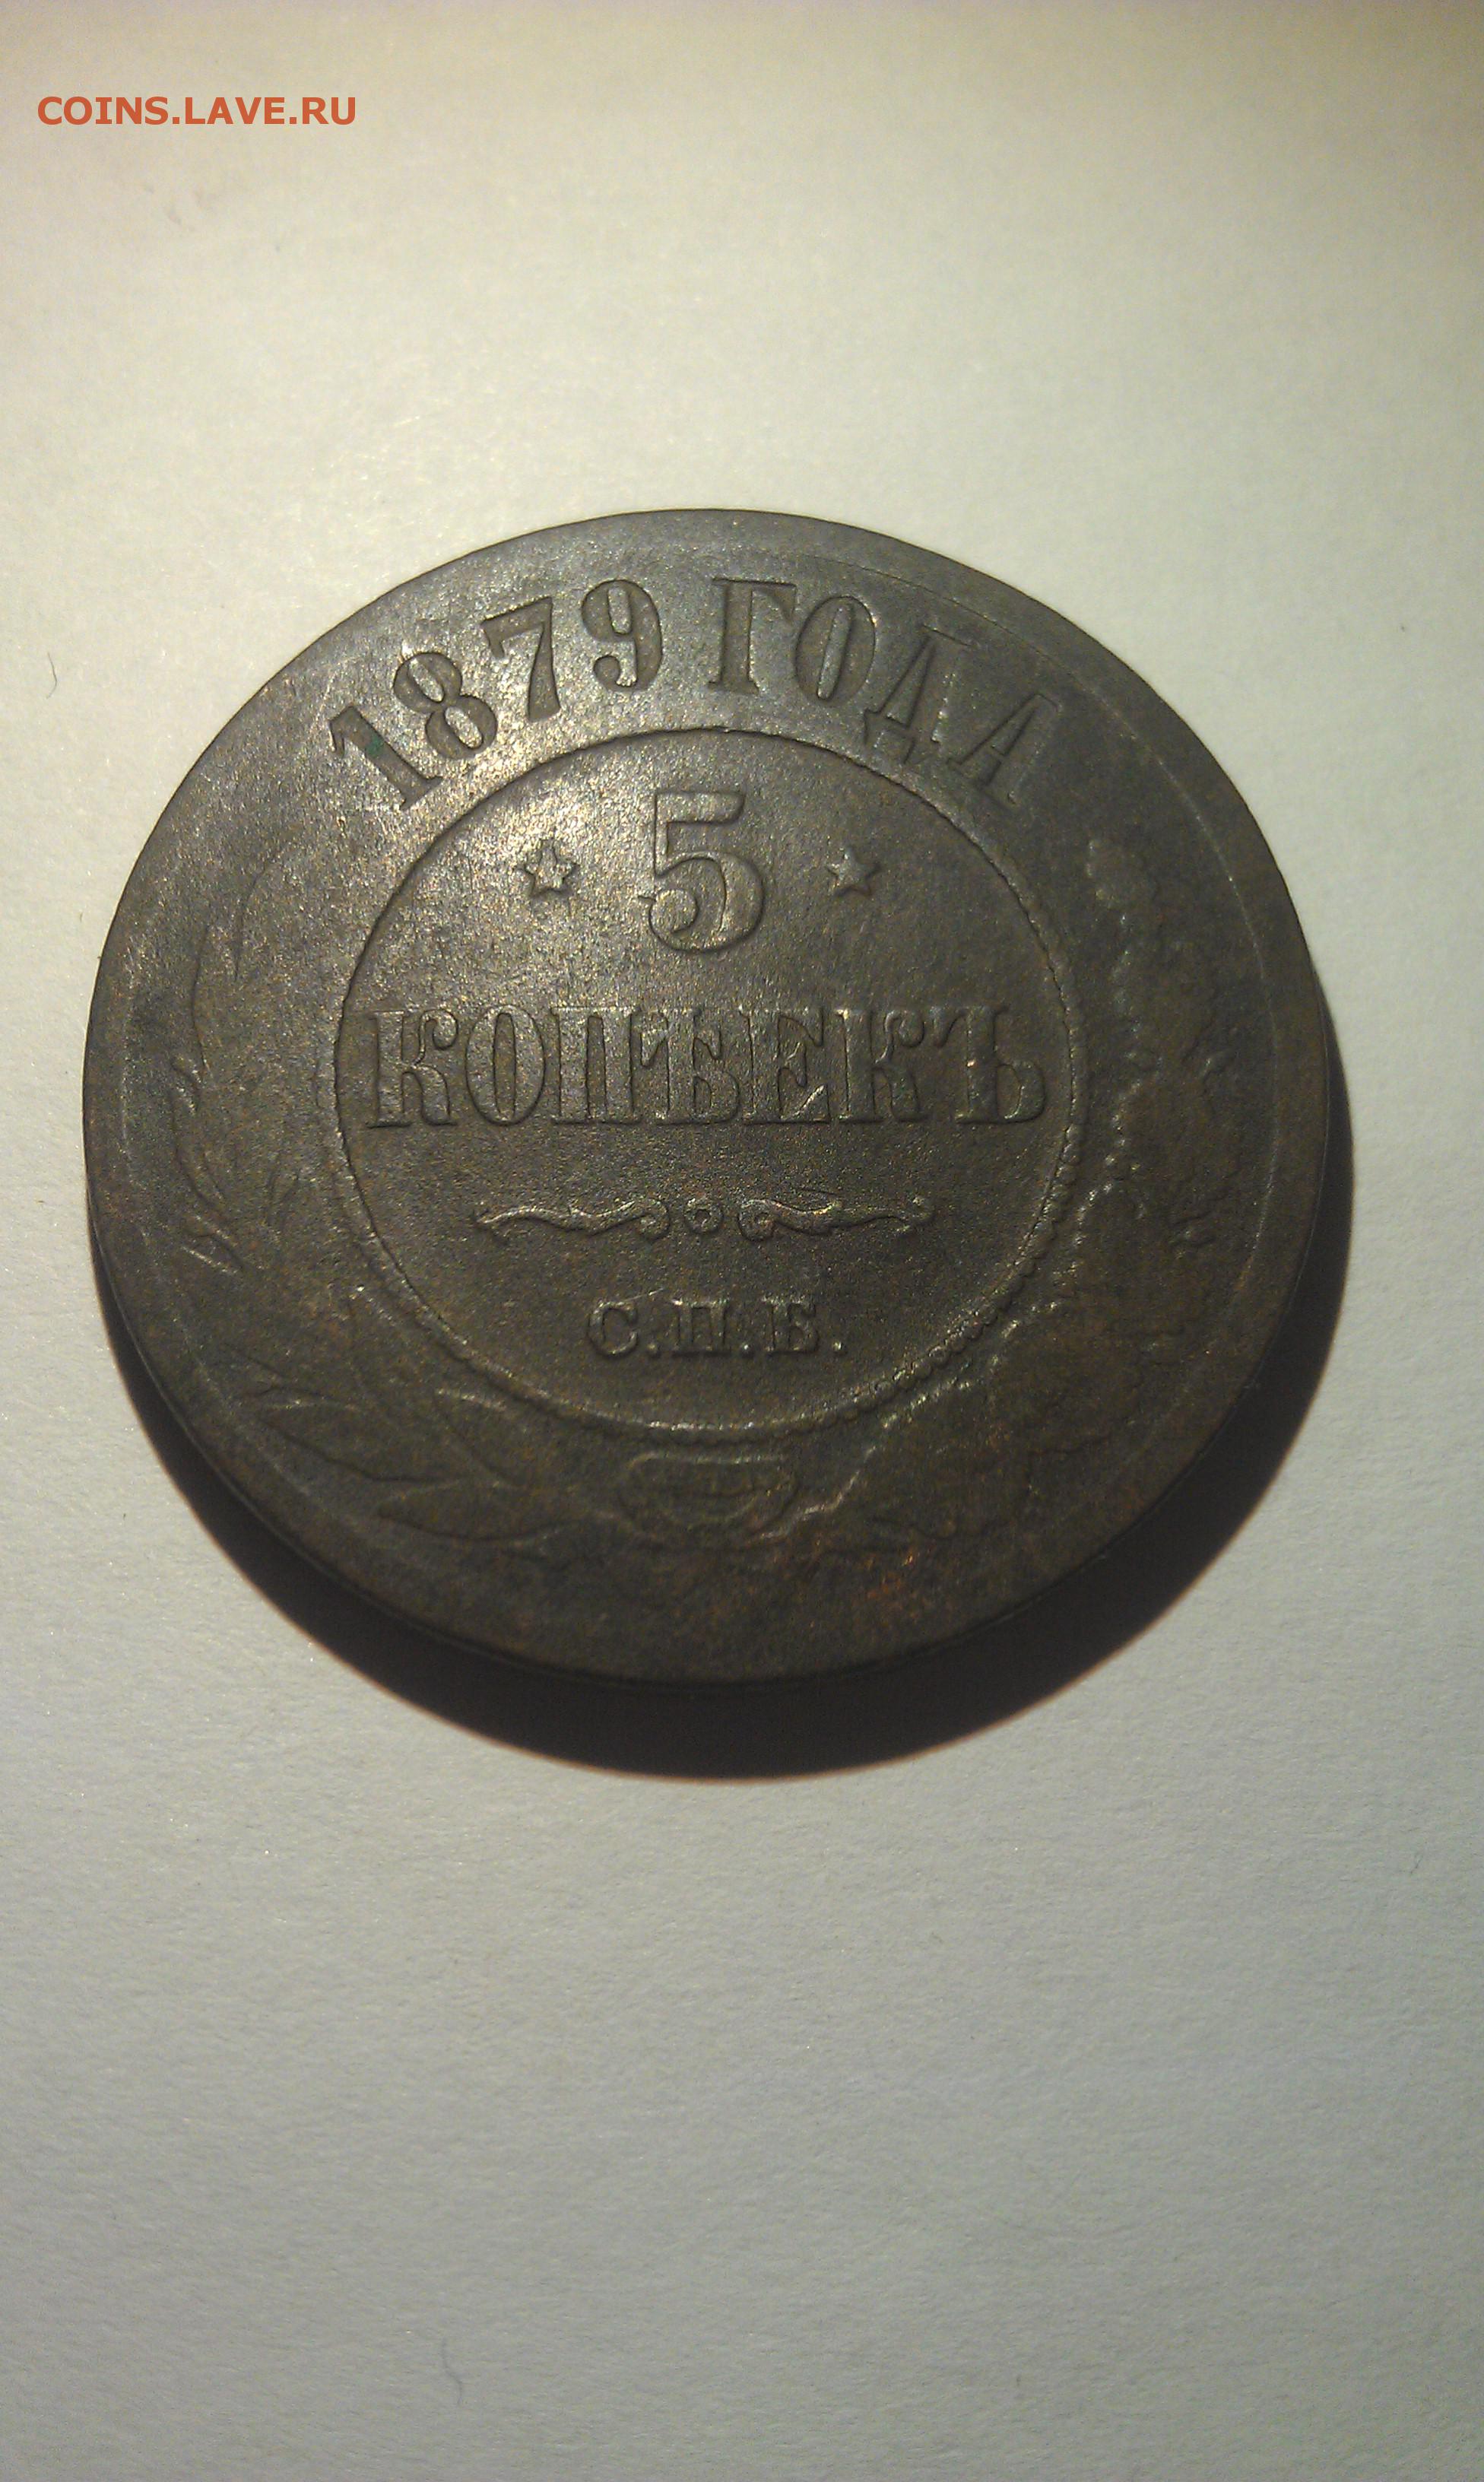 COINS.LAVE.RU
1879 ГОДА
5
КОПѢЕКЪ
С.П.Б.